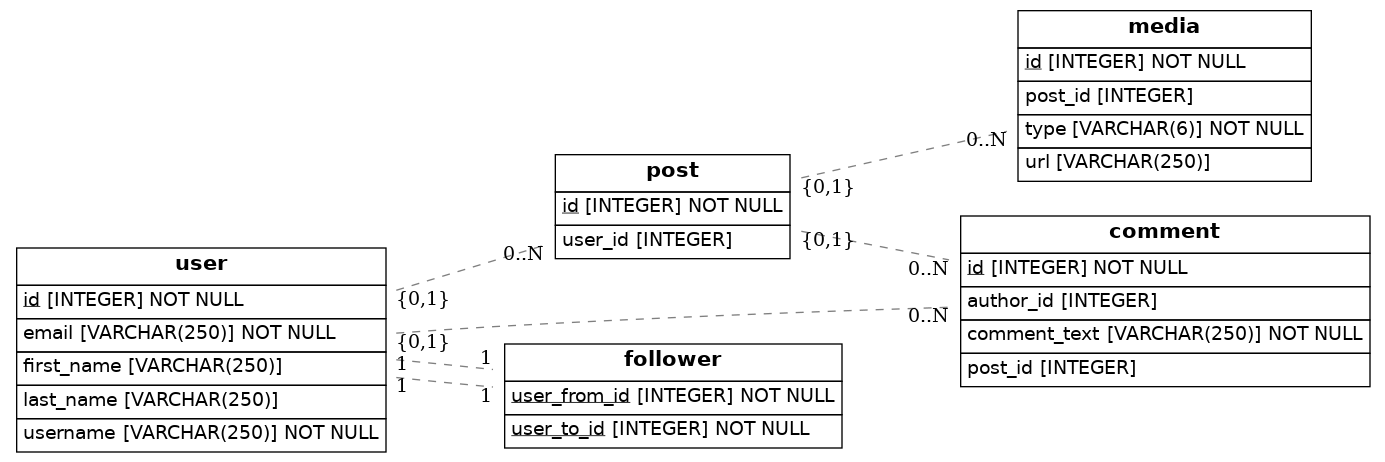 media
id [INTEGER] NOT NULL
post_id [INTEGER]
type [VARCHAR(6)] NOT NULL
url [VARCHAR(250)]
0..N
{0,1}
post
id [INTEGER] NOT NULL
user_id [INTEGER]
{0,1}
0..N
comment
id [INTEGER] NOT NULL
author_id [INTEGER]
comment_text [VARCHAR(250)] NOT NULL
post_id [INTEGER]
0..N
{0,1}
user
id [INTEGER] NOT NULL
email [VARCHAR(250)] NOT NULL
first_name [VARCHAR(250)]
last_name [VARCHAR(250)]
username [VARCHAR(250)] NOT NULL
0..N
{0,1}
1
1
1
1
follower
user_from_id [INTEGER] NOT NULL
user_to_id [INTEGER] NOT NULL